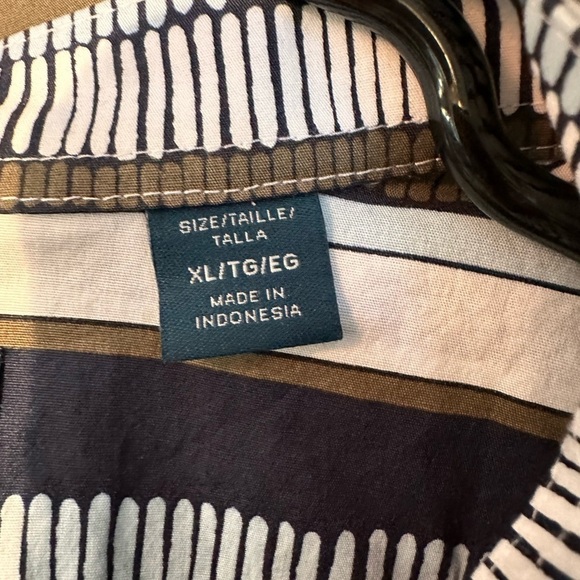 SIZE/TAILLE/
TALLA
XL/TG/EG
MADE IN
INDONESIA